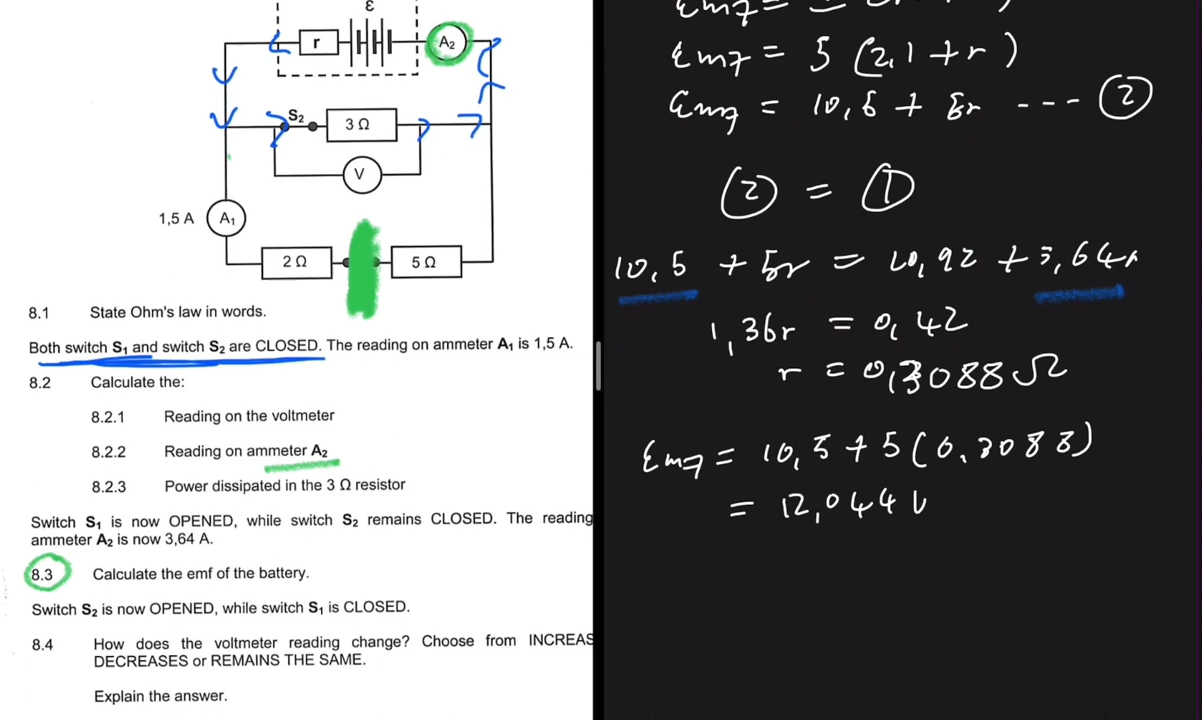 ε
r
A₂
S₂
3 Ω
V
1,5 A
A₁
2 Ω
5 Ω
8.1 State Ohm's law in words.
Both switch S₁ and switch S₂ are CLOSED. The reading on ammeter A₁ is 1,5 A.
8.2 Calculate the:
8.2.1 Reading on the voltmeter
8.2.2 Reading on ammeter A₂
8.2.3 Power dissipated in the 3 Ω resistor
Switch S₁ is now OPENED, while switch S₂ remains CLOSED. The reading
ammeter A₂ is now 3,64 A.
8.3 Calculate the emf of the battery.
Switch S₂ is now OPENED, while switch S₁ is CLOSED.
8.4 How does the voltmeter reading change? Choose from INCREAS
DECREASES or REMAINS THE SAME.
Explain the answer.
Emf = 5 (2,1 + r)
Emf = 10,5 + 5r --- ②
② = ①
10,5 + 5r = 10,92 + 3,64r
1,36r = 0,42
r = 0,3088 Ω
Emf = 10,5 + 5(0.3088)
= 12,044 V